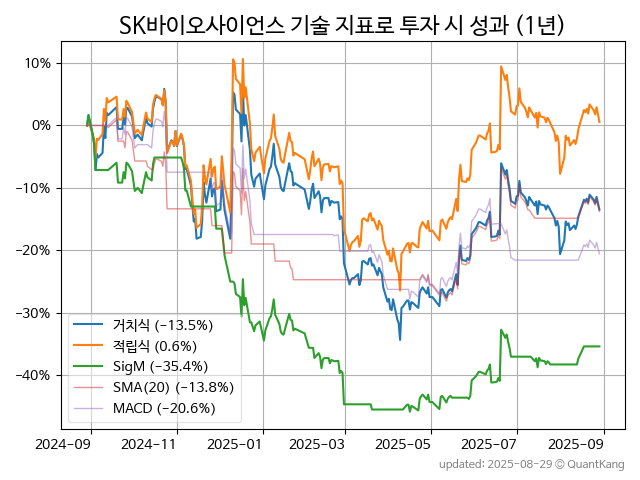 SK바이오사이언스 기술 지표로 투자 시 성과 (1년)
10%
0%
−10%
−20%
−30%
−40%
거치식 (−13.5%)
적립식 (0.6%)
SigM (−35.4%)
SMA(20) (−13.8%)
MACD (−20.6%)
2024-09
2024-11
2025-01
2025-03
2025-05
2025-07
2025-09
updated: 2025-08-29 © QuantKang